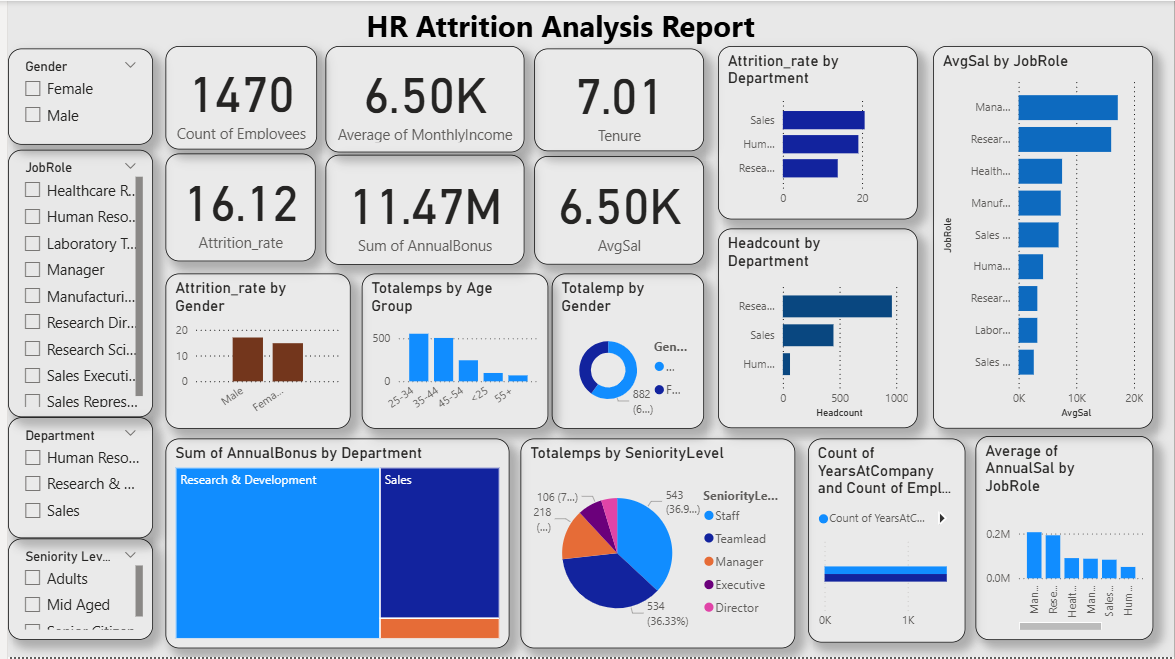 HR Attrition Analysis Report
Gender
Female
Male
JobRole
Healthcare R...
Human Reso...
Laboratory T...
Manager
Manufacturi...
Research Dir...
Research Sci...
Sales Executi...
Sales Repres...
Department
Human Reso...
Research & ...
Sales
Seniority Lev...
Adults
Mid Aged
Senior Citizen
1470
Count of Employees
6.50K
Average of MonthlyIncome
7.01
Tenure
16.12
Attrition_rate
11.47M
Sum of AnnualBonus
6.50K
AvgSal
Attrition_rate by
Department
Sales
Hum...
Resea...
0
20
AvgSal by JobRole
JobRole
Mana...
Resear...
Health...
Manuf...
Sales ...
Huma...
Resear...
Labor...
Sales ...
0K
10K
20K
AvgSal
Headcount by
Department
Resea...
Sales
Hum...
0
500
1000
Headcount
Attrition_rate by
Gender
20
10
0
Male
Fema...
Totalemps by Age
Group
500
0
25-34
35-44
45-54
<25
55+
Totalemp by
Gender
Gen...
...
F...
882
(6...)
Sum of AnnualBonus by Department
Research & Development
Sales
Totalemps by SeniorityLevel
106 (7...)
218
(...)
543
(36.9...)
534
(36.33%)
SeniorityLe...
Staff
Teamlead
Manager
Executive
Director
Count of
YearsAtCompany
and Count of Empl...
Count of YearsAtC...
0K
1K
Average of
AnnualSal by
JobRole
0.2M
0.0M
Man...
Rese...
Healt...
Man...
Sales...
Hum...